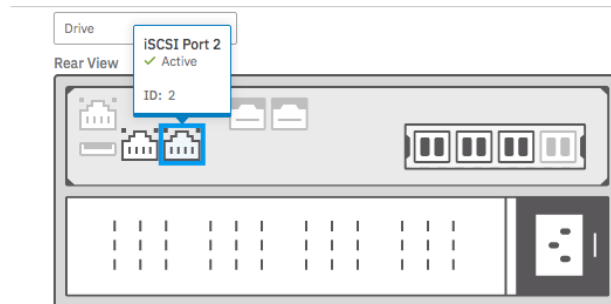 Drive
iSCSI Port 2
Rear View
Active
ID: 2